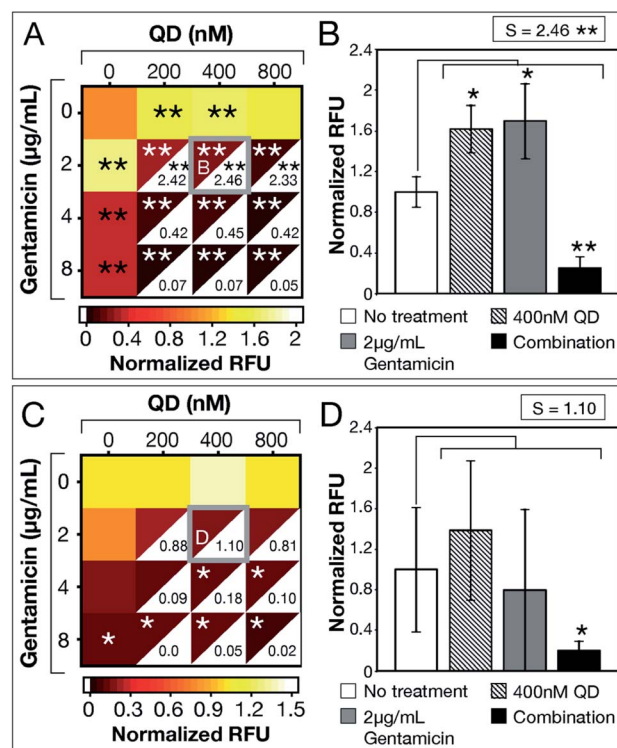 A
QD (nM)
0 200 400 800
Gentamicin (µg/mL)
0
** **
2
** ** ** **
B
** ** **
2.42 2.46 2.33
4
** ** ** **
0.42 0.45 0.42
8
** ** ** **
0.07 0.07 0.05
0 0.4 0.8 1.2 1.6 2
Normalized RFU
B
S = 2.46 **
Normalized RFU
2.4
2.0
1.6
1.2
0.8
0.4
0
* * **
No treatment
400nM QD
2µg/mL Gentamicin
Combination
C
QD (nM)
0 200 400 800
Gentamicin (µg/mL)
0
2
D
0.88 1.10 0.81
4
* *
0.09 0.18 0.10
8
* * * *
0.0 0.05 0.02
0 0.3 0.6 0.9 1.2 1.5
Normalized RFU
D
S = 1.10
Normalized RFU
2.4
2.0
1.6
1.2
0.8
0.4
0
*
No treatment
400nM QD
2µg/mL Gentamicin
Combination